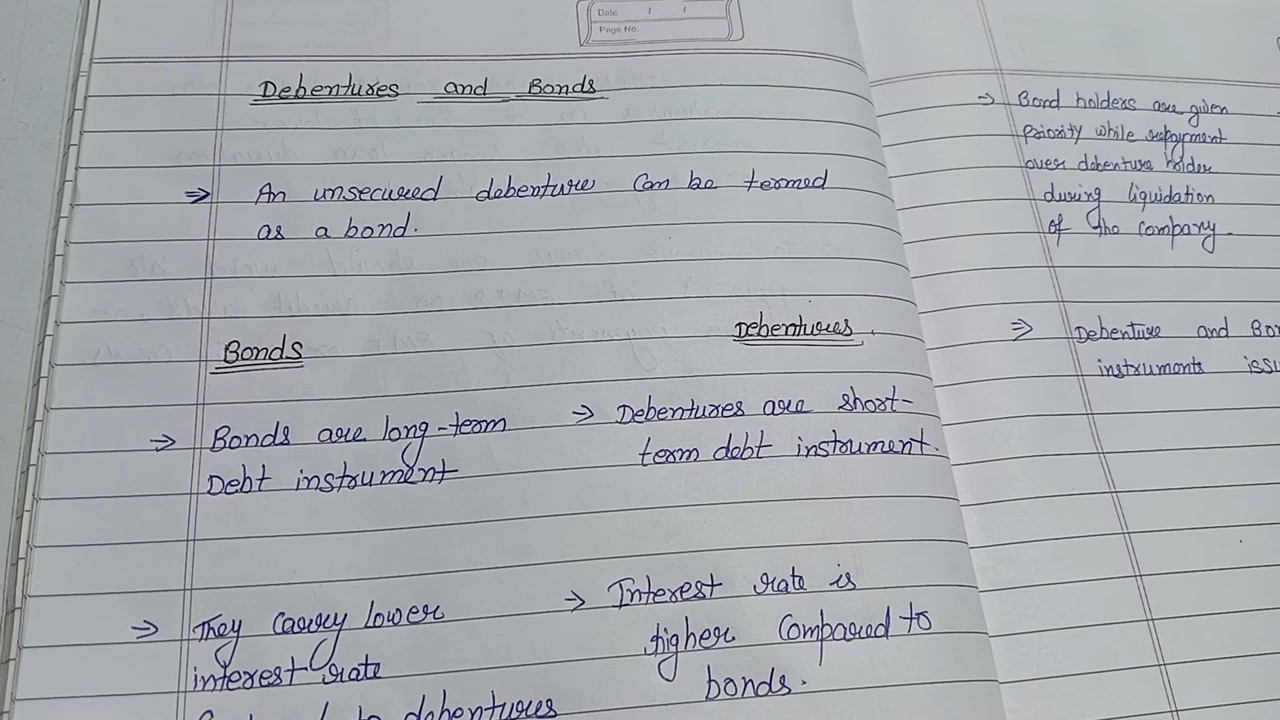 Date / /
Page No.
Debentures and Bonds
⇒ An unsecured debentures can be termed
as a bond.
Bonds
Debentures.
⇒ Bonds are long-term
Debt instrument
⇒ Debentures are short-
term debt instrument.
⇒ They carry lower
interest rate
to debentures
⇒ Interest rate is
higher compared to
bonds.
⇒ Bond holders are given
priority while repayment
over debenture holder
during liquidation
of the company.
⇒ Debenture and
instruments